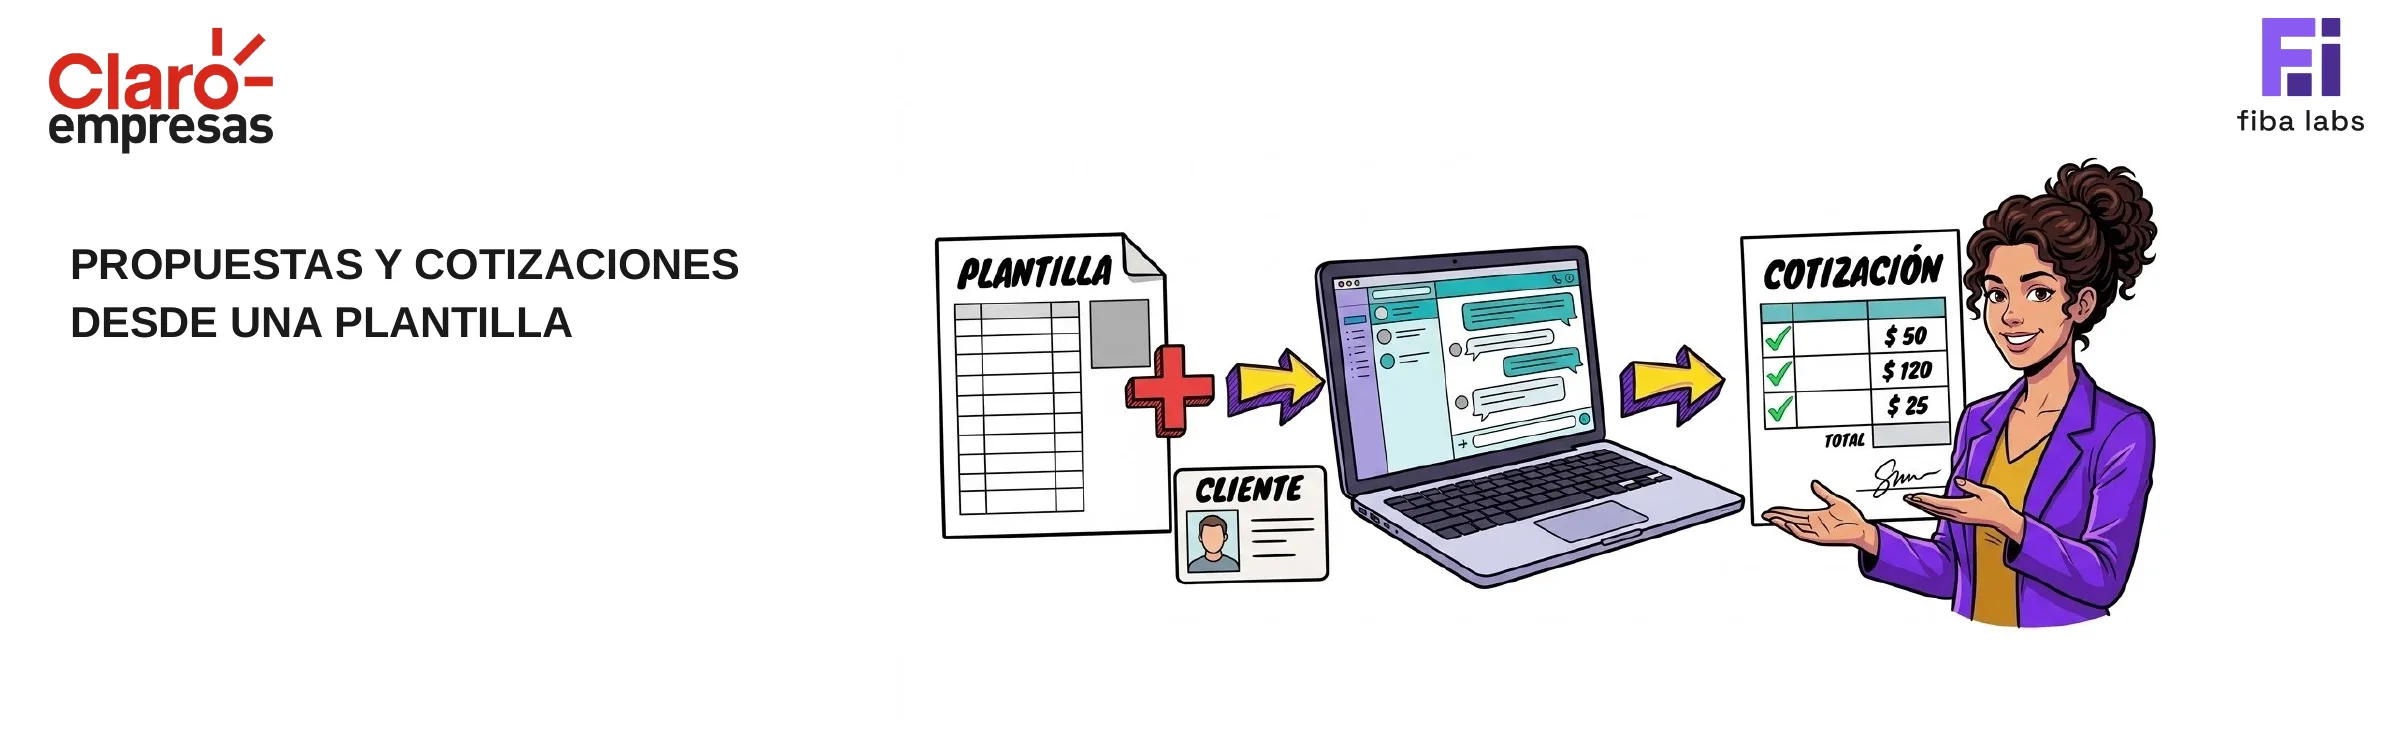 Claro
empresas
fiba labs
PROPUESTAS Y COTIZACIONES
DESDE UNA PLANTILLA
PLANTILLA
CLIENTE
COTIZACIÓN
$ 50
$ 120
$ 25
TOTAL